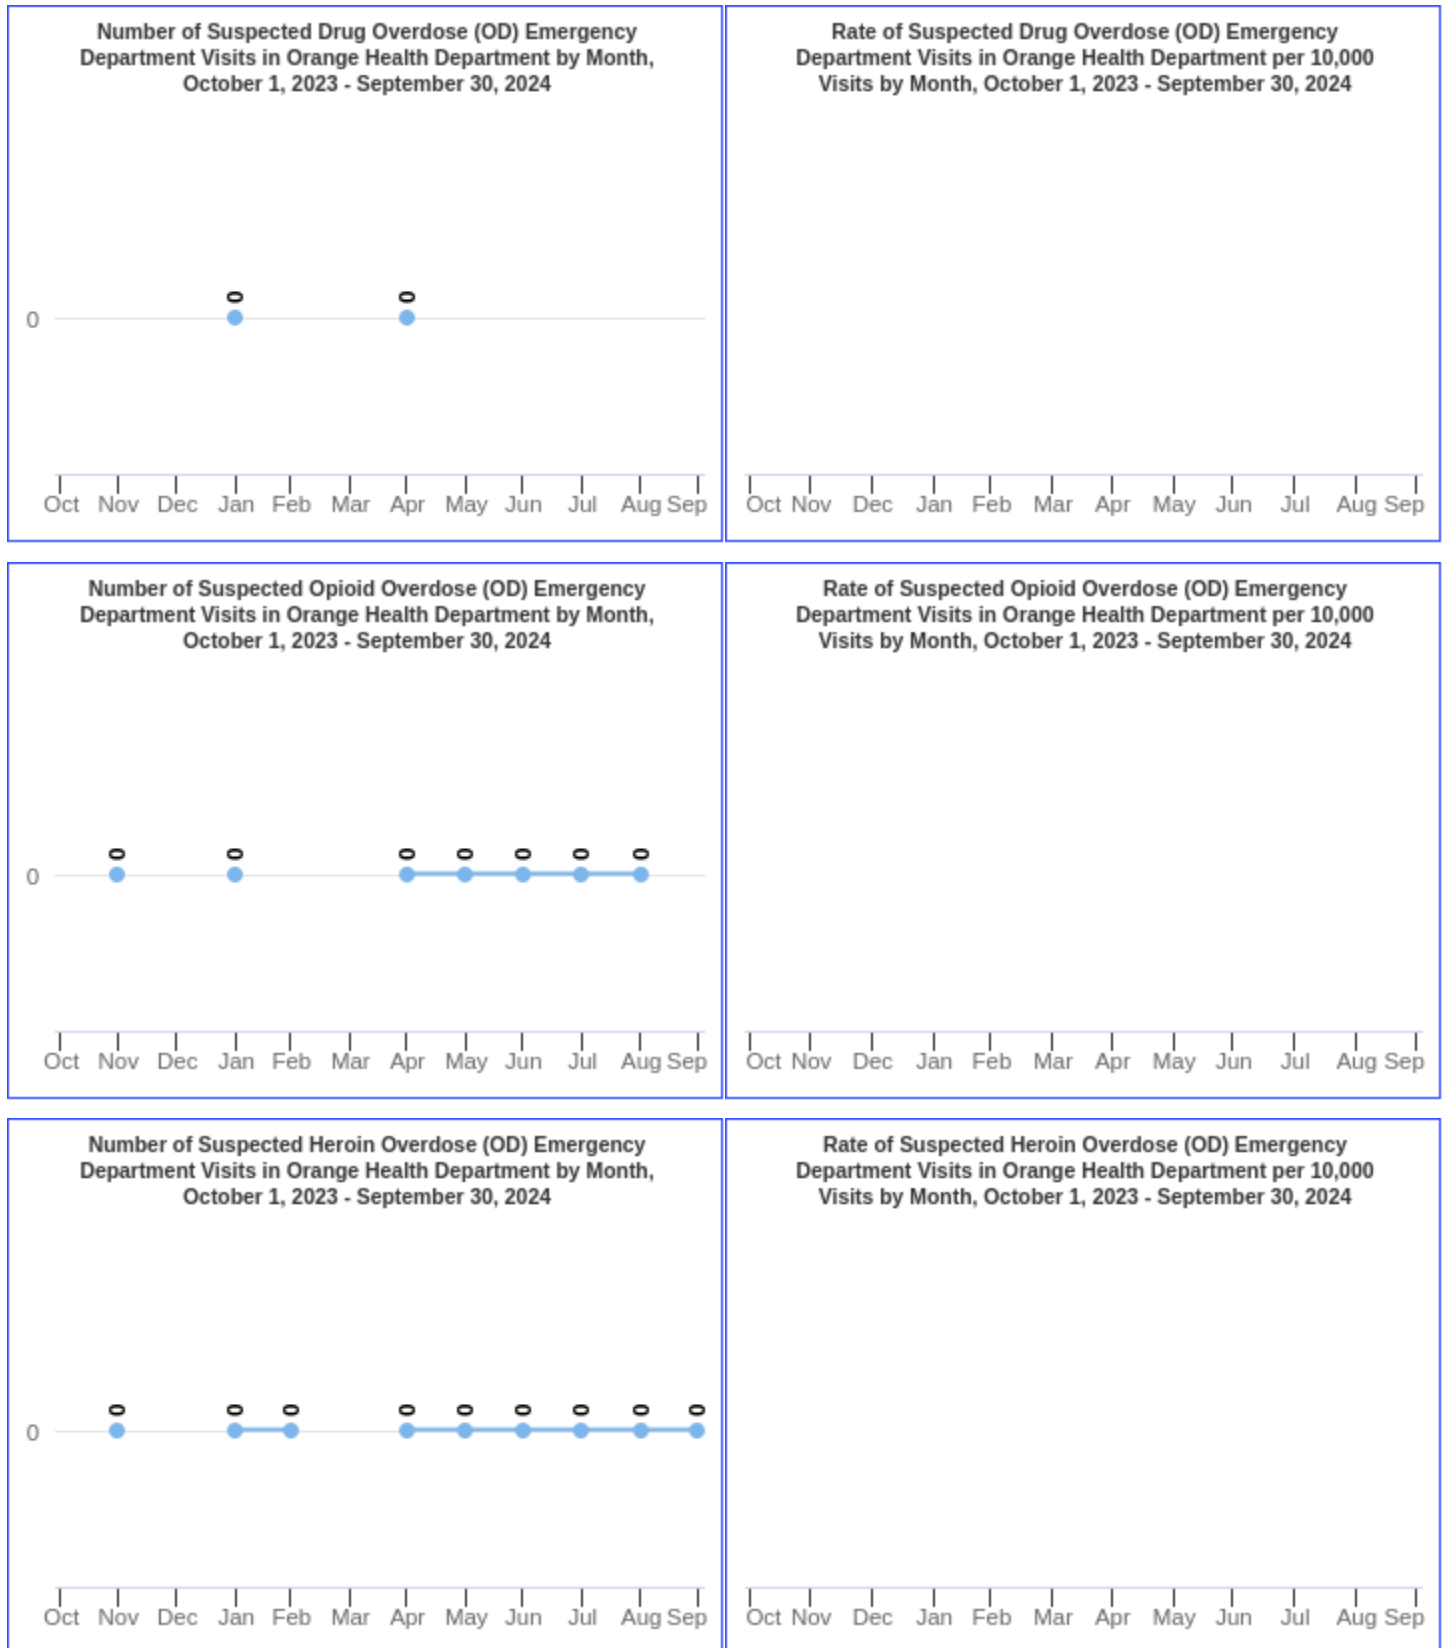 Number of Suspected Drug Overdose (OD) Emergency
Department Visits in Orange Health Department by Month,
October 1, 2023 - September 30, 2024
0 0
0
Oct Nov Dec Jan Feb Mar Apr May Jun Jul Aug Sep
Rate of Suspected Drug Overdose (OD) Emergency
Department Visits in Orange Health Department per 10,000
Visits by Month, October 1, 2023 - September 30, 2024
Oct Nov Dec Jan Feb Mar Apr May Jun Jul Aug Sep
Number of Suspected Opioid Overdose (OD) Emergency
Department Visits in Orange Health Department by Month,
October 1, 2023 - September 30, 2024
0 0 0 0 0 0 0
0
Oct Nov Dec Jan Feb Mar Apr May Jun Jul Aug Sep
Rate of Suspected Opioid Overdose (OD) Emergency
Department Visits in Orange Health Department per 10,000
Visits by Month, October 1, 2023 - September 30, 2024
Oct Nov Dec Jan Feb Mar Apr May Jun Jul Aug Sep
Number of Suspected Heroin Overdose (OD) Emergency
Department Visits in Orange Health Department by Month,
October 1, 2023 - September 30, 2024
0 0 0 0 0 0 0 0 0
0
Oct Nov Dec Jan Feb Mar Apr May Jun Jul Aug Sep
Rate of Suspected Heroin Overdose (OD) Emergency
Department Visits in Orange Health Department per 10,000
Visits by Month, October 1, 2023 - September 30, 2024
Oct Nov Dec Jan Feb Mar Apr May Jun Jul Aug Sep